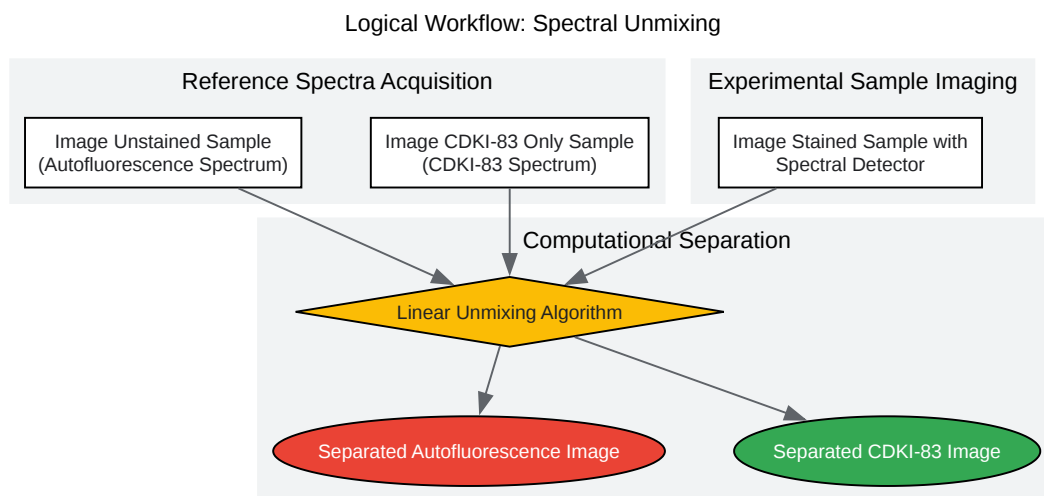 Logical Workflow: Spectral Unmixing
Reference Spectra Acquisition
Experimental Sample Imaging
Image Unstained Sample
(Autofluorescence Spectrum)
Image CDKI-83 Only Sample
(CDKI-83 Spectrum)
Image Stained Sample with
Spectral Detector
Computational Separation
Linear Unmixing Algorithm
Separated Autofluorescence Image
Separated CDKI-83 Image